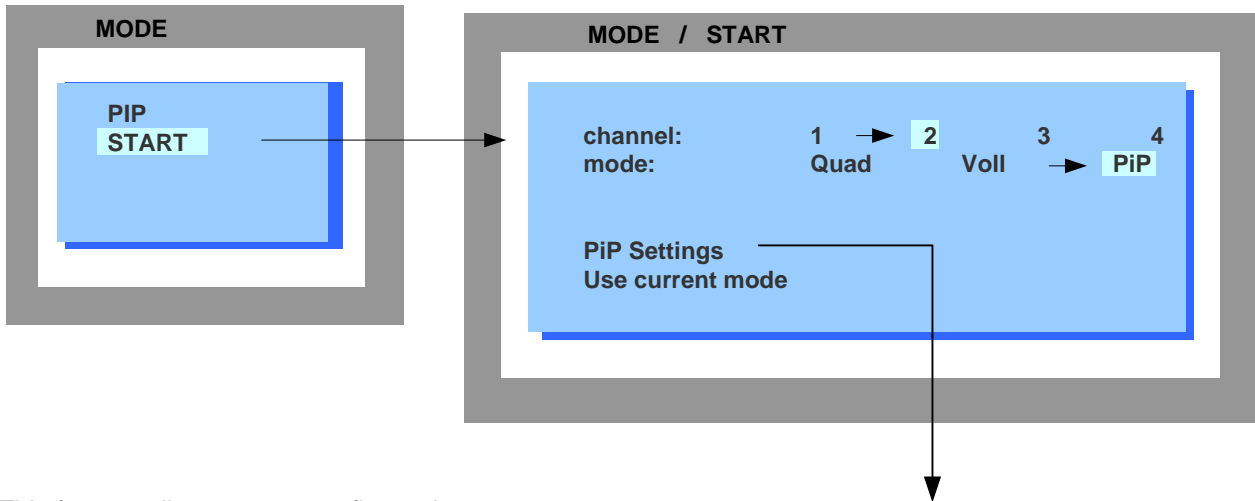 MODE
PIP
START
MODE / START
channel: 1 2 3 4
mode: Quad Voll PiP
PiP Settings
Use current mode